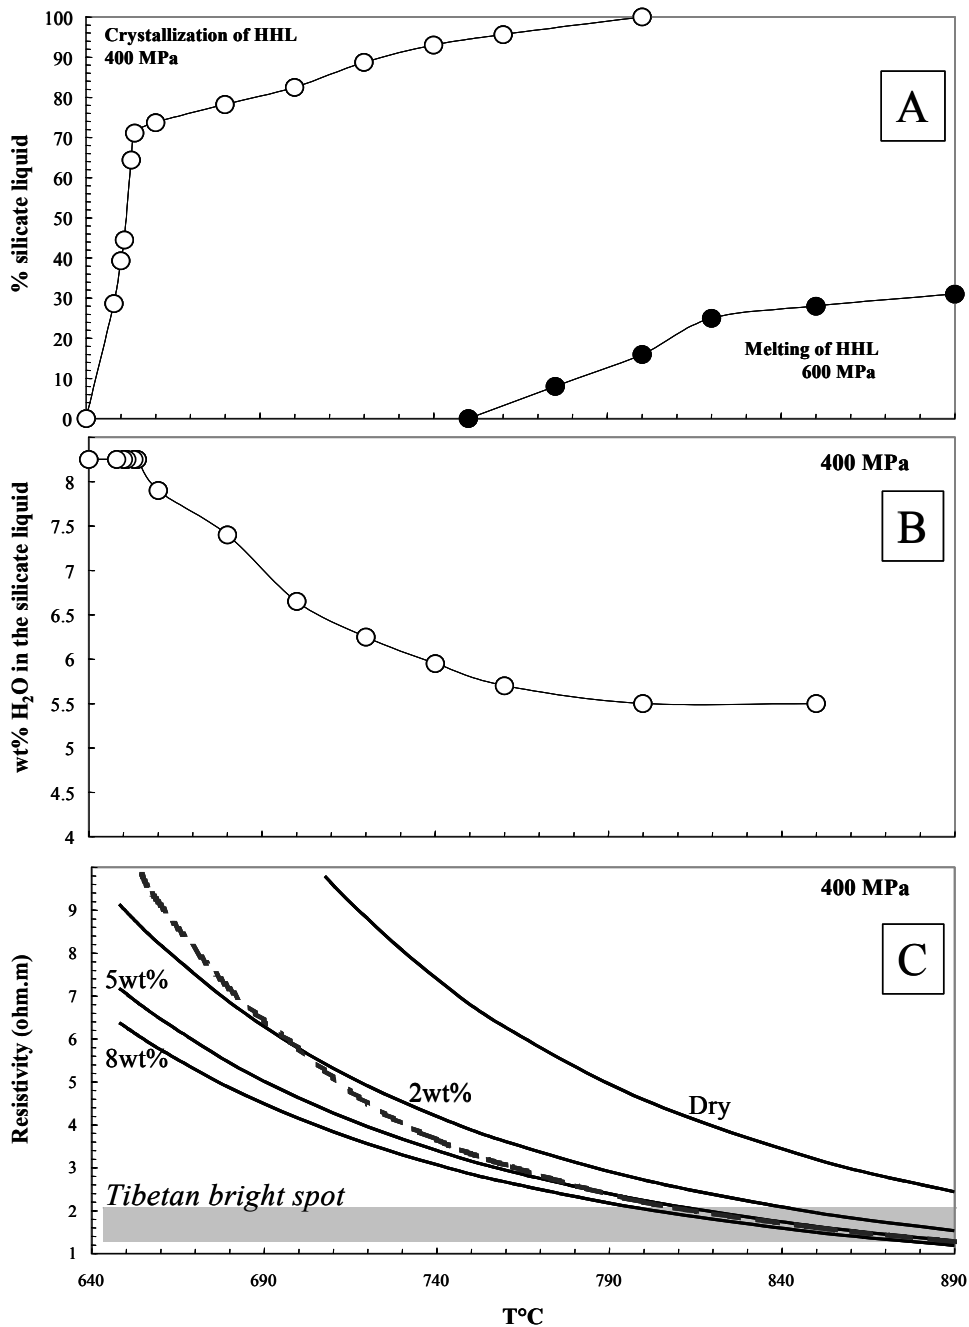 Crystallization of HHL
400 MPa
A
100
90
80
70
60
50
40
30
20
10
0
% silicate liquid
Melting of HHL
600 MPa
400 MPa
B
8
7.5
7
6.5
6
5.5
5
4.5
4
wt% H₂O in the silicate liquid
400 MPa
C
9
8
7
6
5
4
3
2
1
Resistivity (ohm.m)
5wt%
8wt%
2wt%
Dry
Tibetan bright spot
640 690 740 790 840 890
T°C